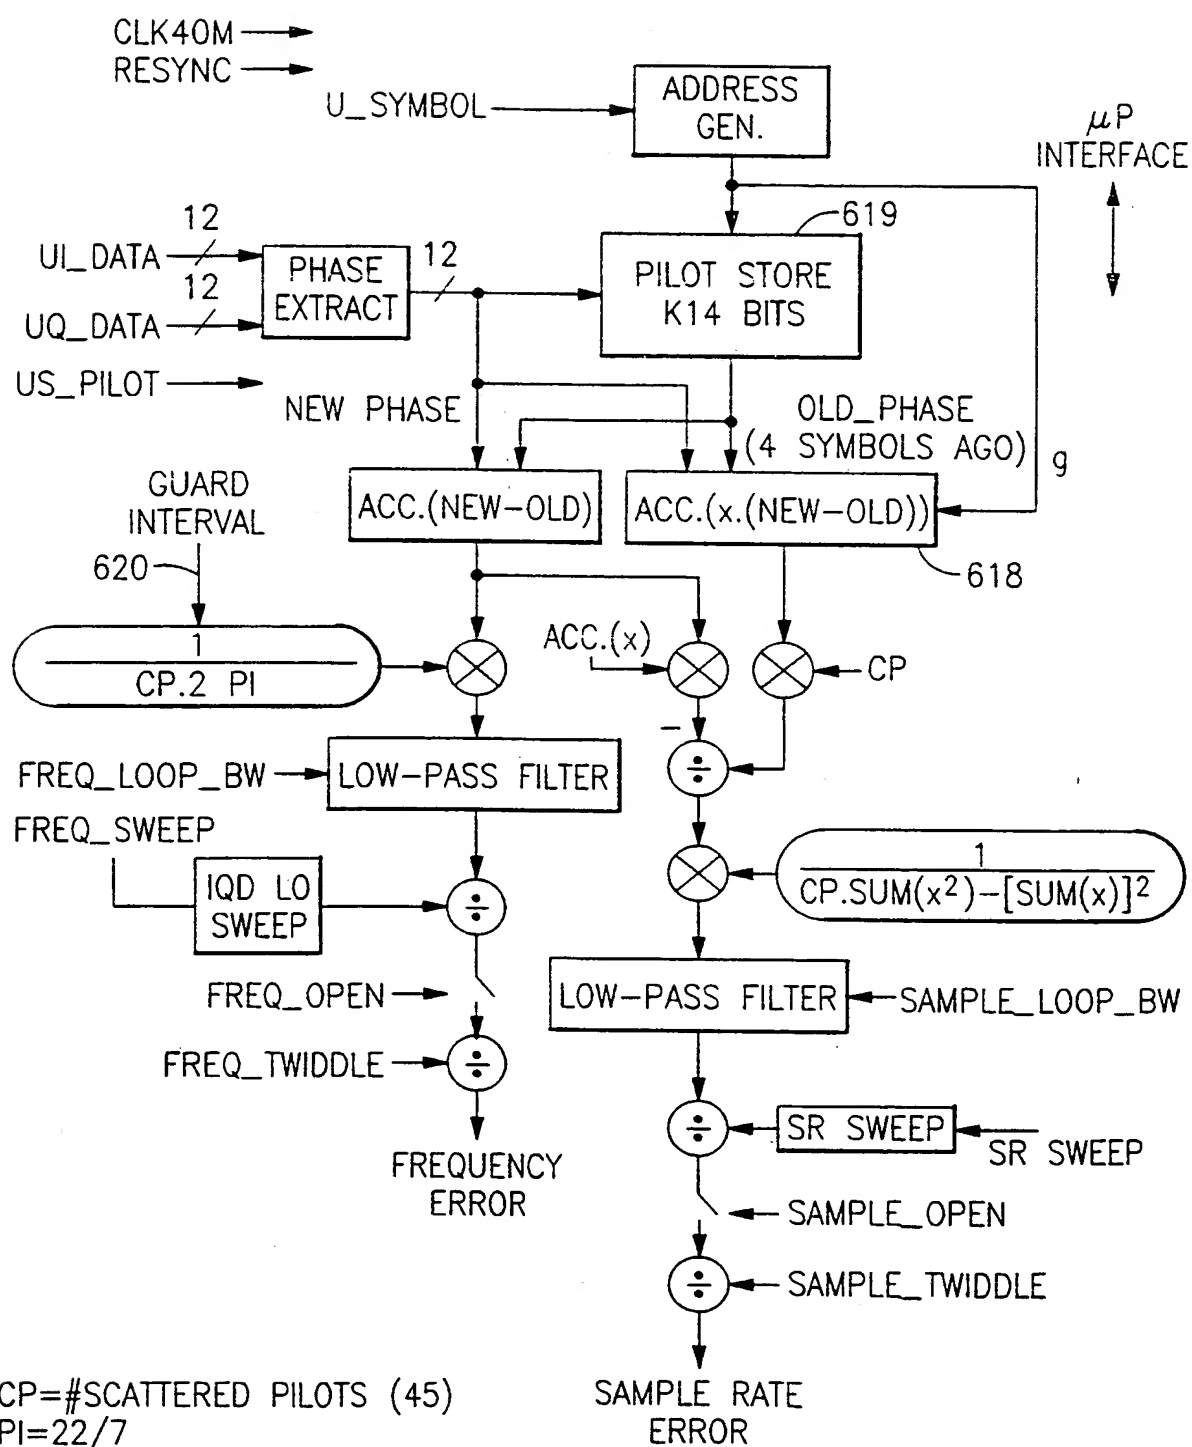 CLK40M
RESYNC
U_SYMBOL
ADDRESS
GEN.
µP
INTERFACE
619
12
UI_DATA
12
UQ_DATA
PHASE
EXTRACT
12
PILOT STORE
K14 BITS
US_PILOT
NEW PHASE
OLD_PHASE
(4 SYMBOLS AGO)
g
GUARD
INTERVAL
620
ACC.(NEW-OLD)
ACC.(x.(NEW-OLD))
618
1
CP.2 PI
ACC.(x)
CP
−
FREQ_LOOP_BW
LOW-PASS FILTER
÷
FREQ_SWEEP
IQD LO
SWEEP
÷
1
CP.SUM(x²)-[SUM(x)]²
FREQ_OPEN
LOW-PASS FILTER
SAMPLE_LOOP_BW
FREQ_TWIDDLE
÷
FREQUENCY
ERROR
÷
SR SWEEP
SR SWEEP
SAMPLE_OPEN
÷
SAMPLE_TWIDDLE
SAMPLE RATE
ERROR
CP=#SCATTERED PILOTS (45)
PI=22/7